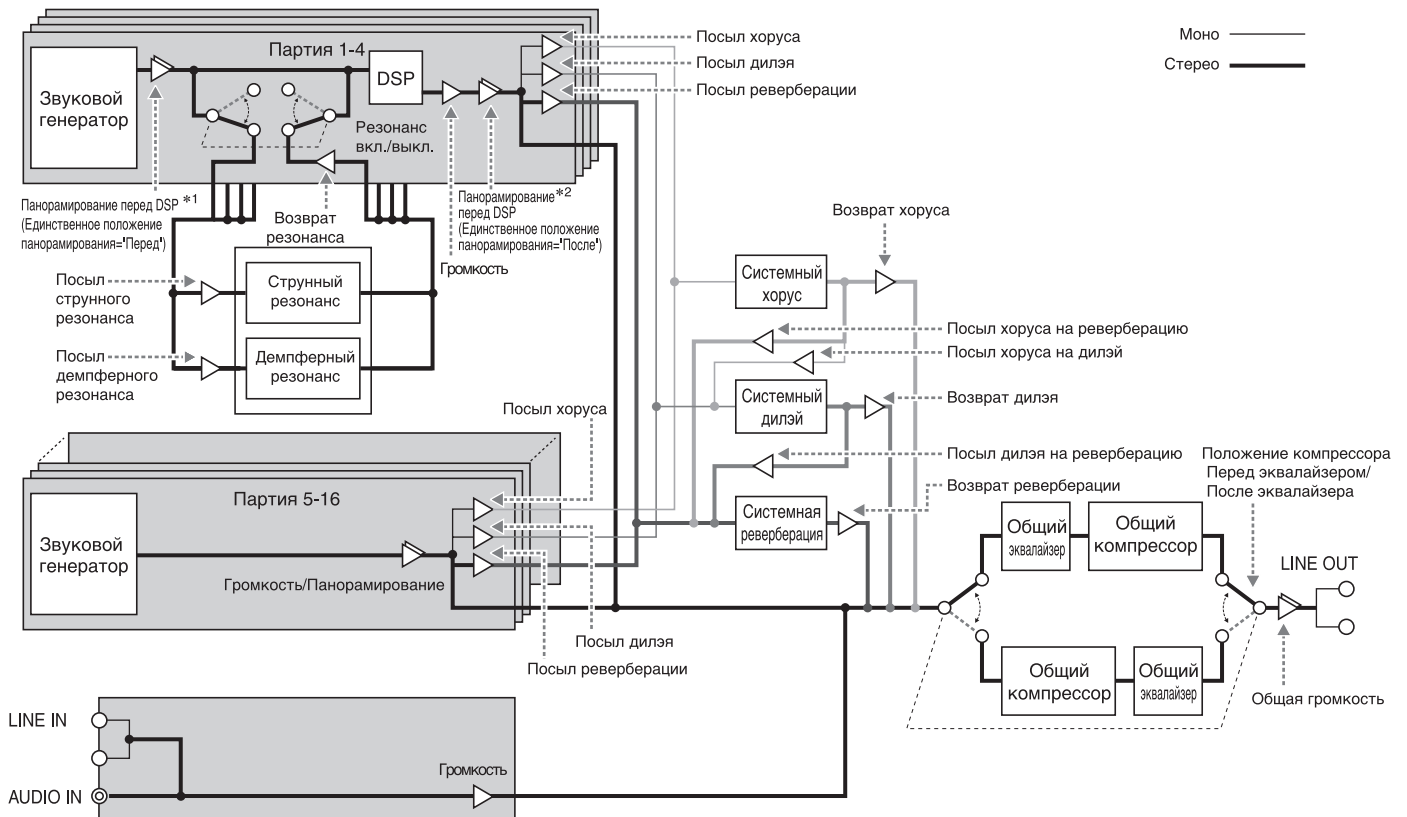 Партия 1-4
Звуковой
генератор
DSP
Резонанс
вкл./выкл.
Посыл хоруса
Посыл дилэя
Посыл реверберации
Моно
Стерео
Панорамирование перед DSP *1
(Единственное положение
панорамирования="Перед")
Возврат
резонанса
Панорамирование*2
перед DSP
(Единственное положение
панорамирования="После")
Громкость
Посыл
струнного
резонанса
Струнный
резонанс
Посыл
демпферного
резонанса
Демпферный
резонанс
Возврат хоруса
Системный
хорус
Посыл хоруса на реверберацию
Посыл хоруса на дилэй
Системный
дилэй
Возврат дилэя
Посыл дилэя на реверберацию
Системная
реверберация
Возврат реверберации
Посыл хоруса
Партия 5-16
Звуковой
генератор
Громкость/Панорамирование
Посыл дилэя
Посыл реверберации
Положение компрессора
Перед эквалайзером/
После эквалайзера
Общий
эквалайзер
Общий
компрессор
LINE OUT
Общий
компрессор
Общий
эквалайзер
Общая громкость
LINE IN
AUDIO IN
Громкость